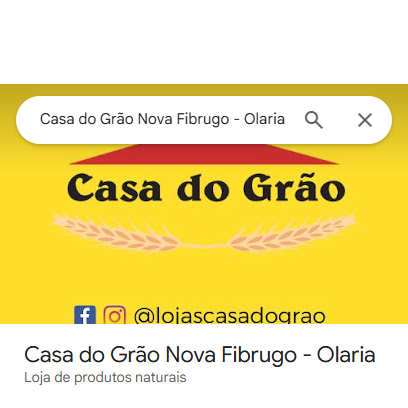 Casa do Grão Nova Fibrugo - Olaria
Casa do Grão
@lojascasadograo
Casa do Grão Nova Fibrugo - Olaria
Loja de produtos naturais